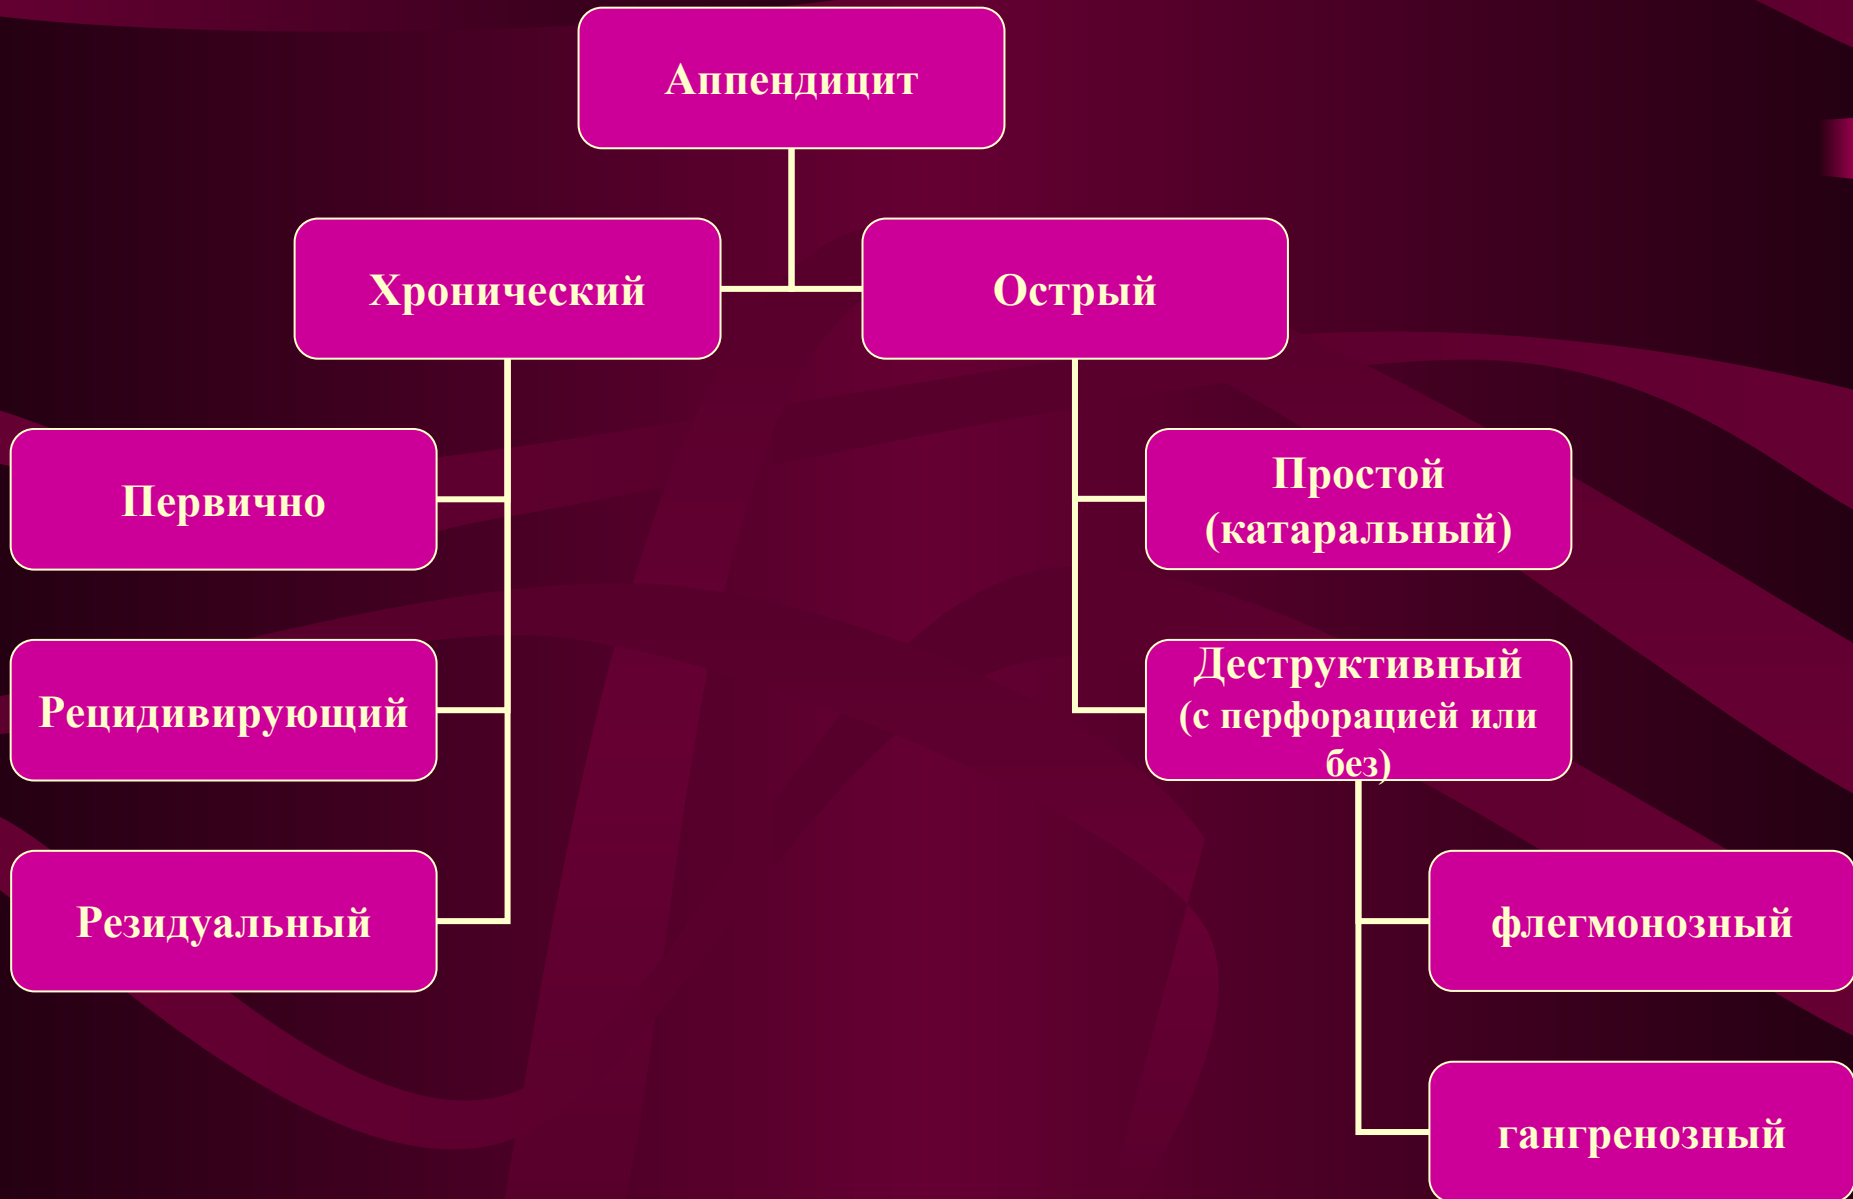 Аппендицит
Хронический
Острый
Первично
Простой
(катаральный)
Рецидивирующий
Деструктивный
(с перфорацией или
без)
Резидуальный
флегмонозный
гангренозный